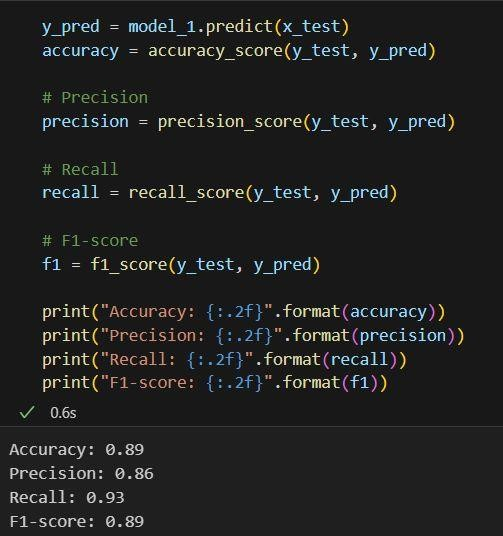 y_pred = model_1.predict(x_test)
accuracy = accuracy_score(y_test, y_pred)
# Precision
precision = precision_score(y_test, y_pred)
# Recall
recall = recall_score(y_test, y_pred)
# F1-score
f1 = f1_score(y_test, y_pred)
print("Accuracy: {:.2f}".format(accuracy))
print("Precision: {:.2f}".format(precision))
print("Recall: {:.2f}".format(recall))
print("F1-score: {:.2f}".format(f1))
0.6s
Accuracy: 0.89
Precision: 0.86
Recall: 0.93
F1-score: 0.89